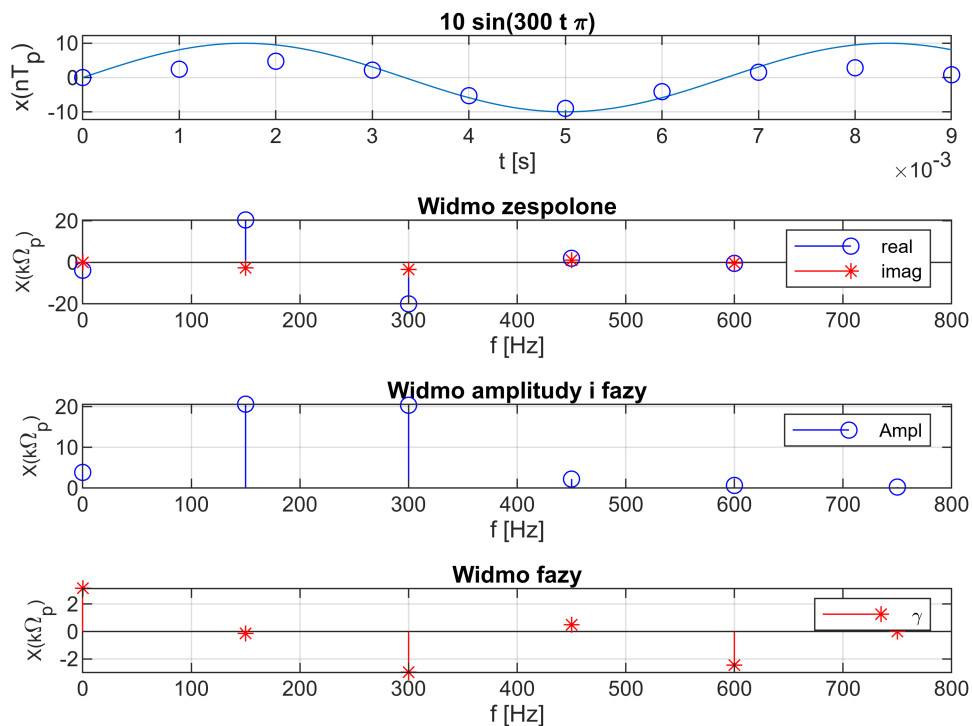 10 sin(300 t π)
x(nT_p)
10
0
-10
0 1 2 3 4 5 6 7 8 9
t [s]
×10^-3
Widmo zespolone
X(kΩ_p)
20
0
-20
real
imag
0 100 200 300 400 500 600 700 800
f [Hz]
Widmo amplitudy i fazy
X(kΩ_p)
20
10
0
Ampl
0 100 200 300 400 500 600 700 800
f [Hz]
Widmo fazy
X(kΩ_p)
2
0
-2
γ
0 100 200 300 400 500 600 700 800
f [Hz]